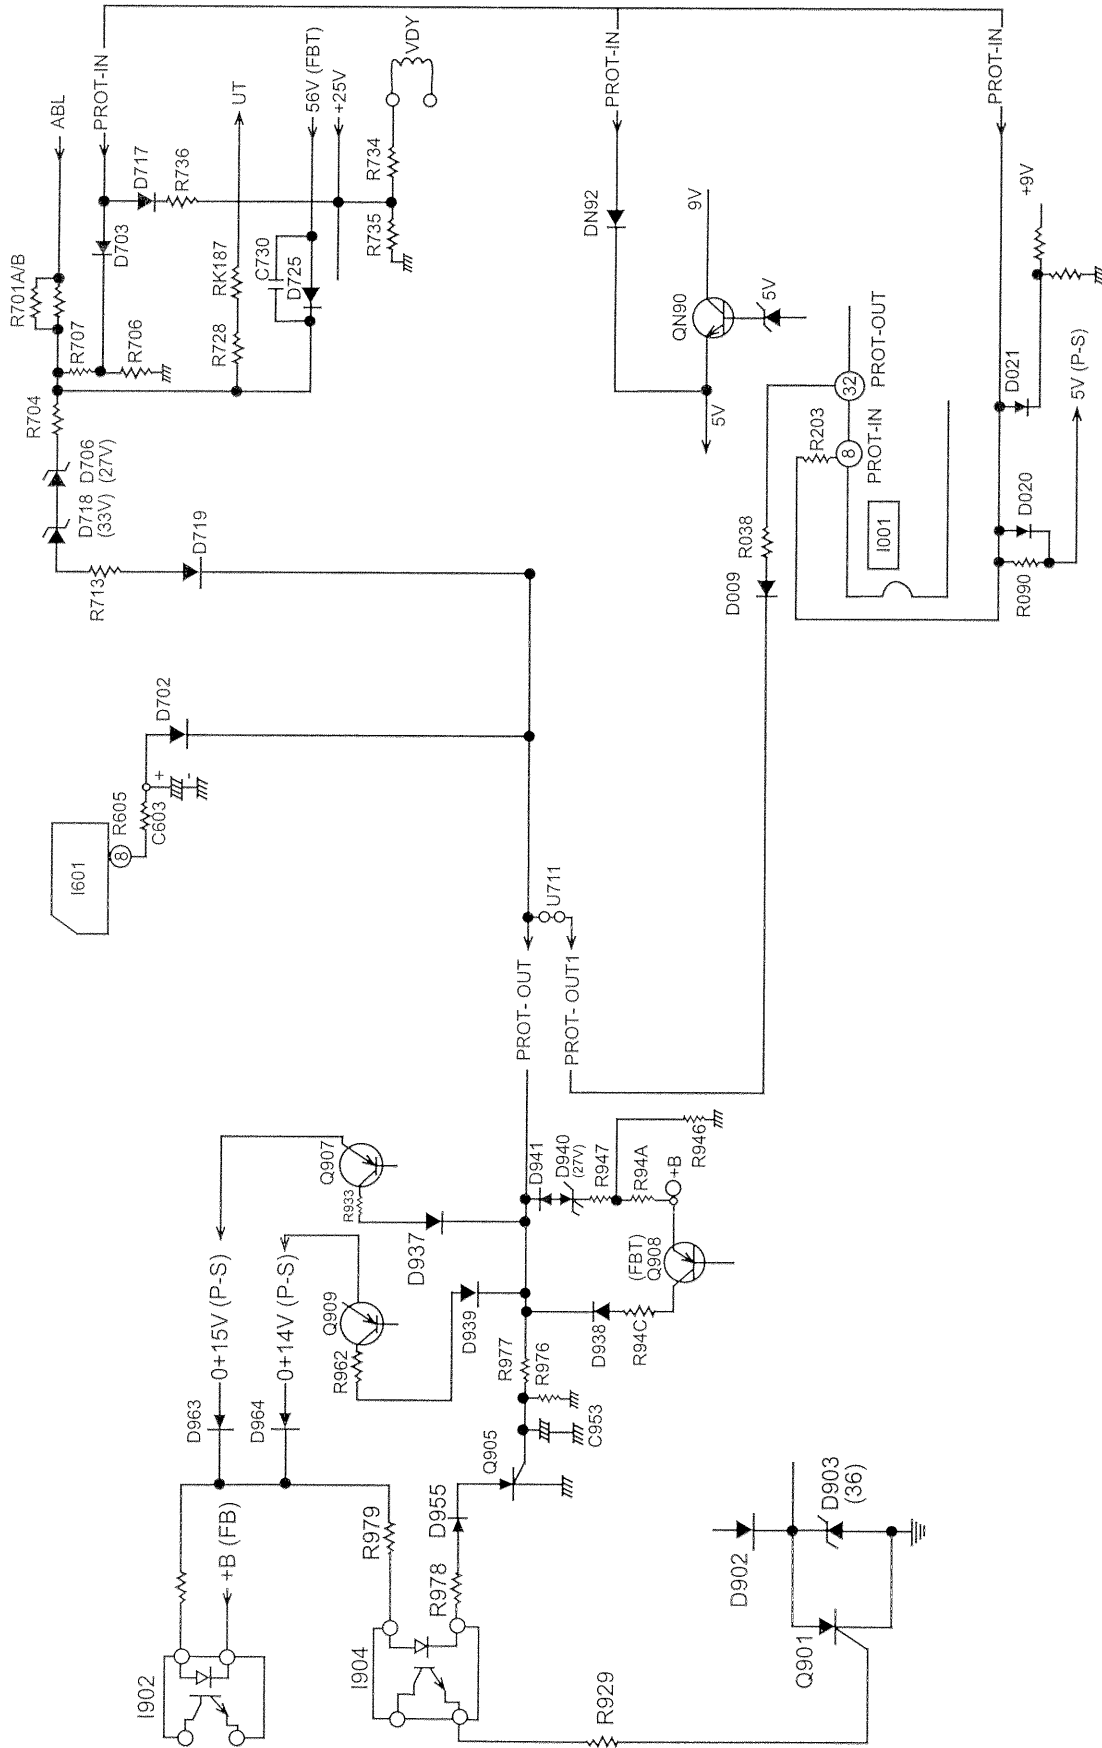 ABL
PROT-IN
R701A/B
D717
R736
D703
R707
R706
R704
UT
RK187
R728
56V (FBT)
+25V
C730
D725
VDY
R734
R735
D718
(33V)
D706
(27V)
R713
D719
PROT-IN
DN92
9V
QN90
5V
5V
PROT-IN
+9V
32
PROT-OUT
8
PROT-IN
R203
I001
R038
D009
D021
5V (P-S)
D020
R090
I601
8
R605
C603
+
-
D702
U711
PROT- OUT
PROT- OUT1
Q907
R933
D937
0+15V (P-S)
0+14V (P-S)
Q909
R962
D939
D963
D964
D941
D940
(27V)
R947
R94A
R946
+B
(FBT)
Q908
D938
R94C
R977
R976
C953
Q905
D955
R978
R979
+B (FB)
I902
I904
R929
D902
D903
(36)
Q901